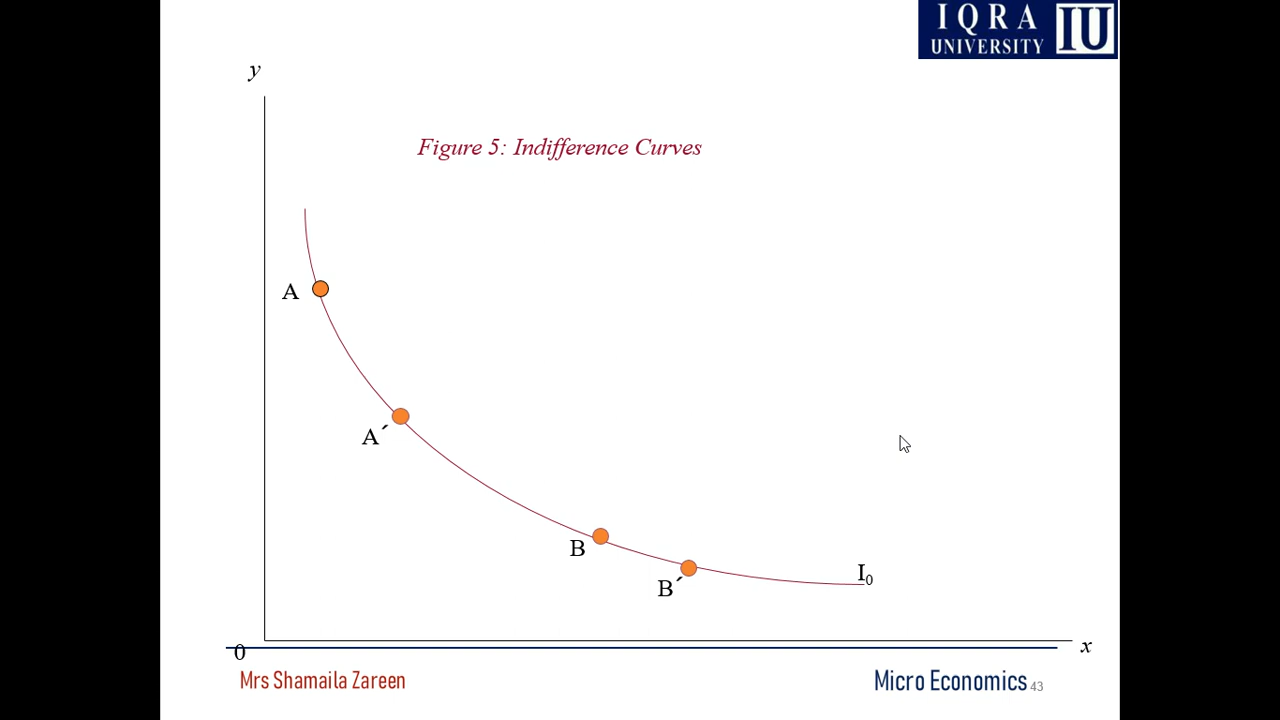 IQRA
UNIVERSITY IU
y
Figure 5: Indifference Curves
A
A´
B
B´
I₀
0
x
Mrs Shamaila Zareen
Micro Economics 43